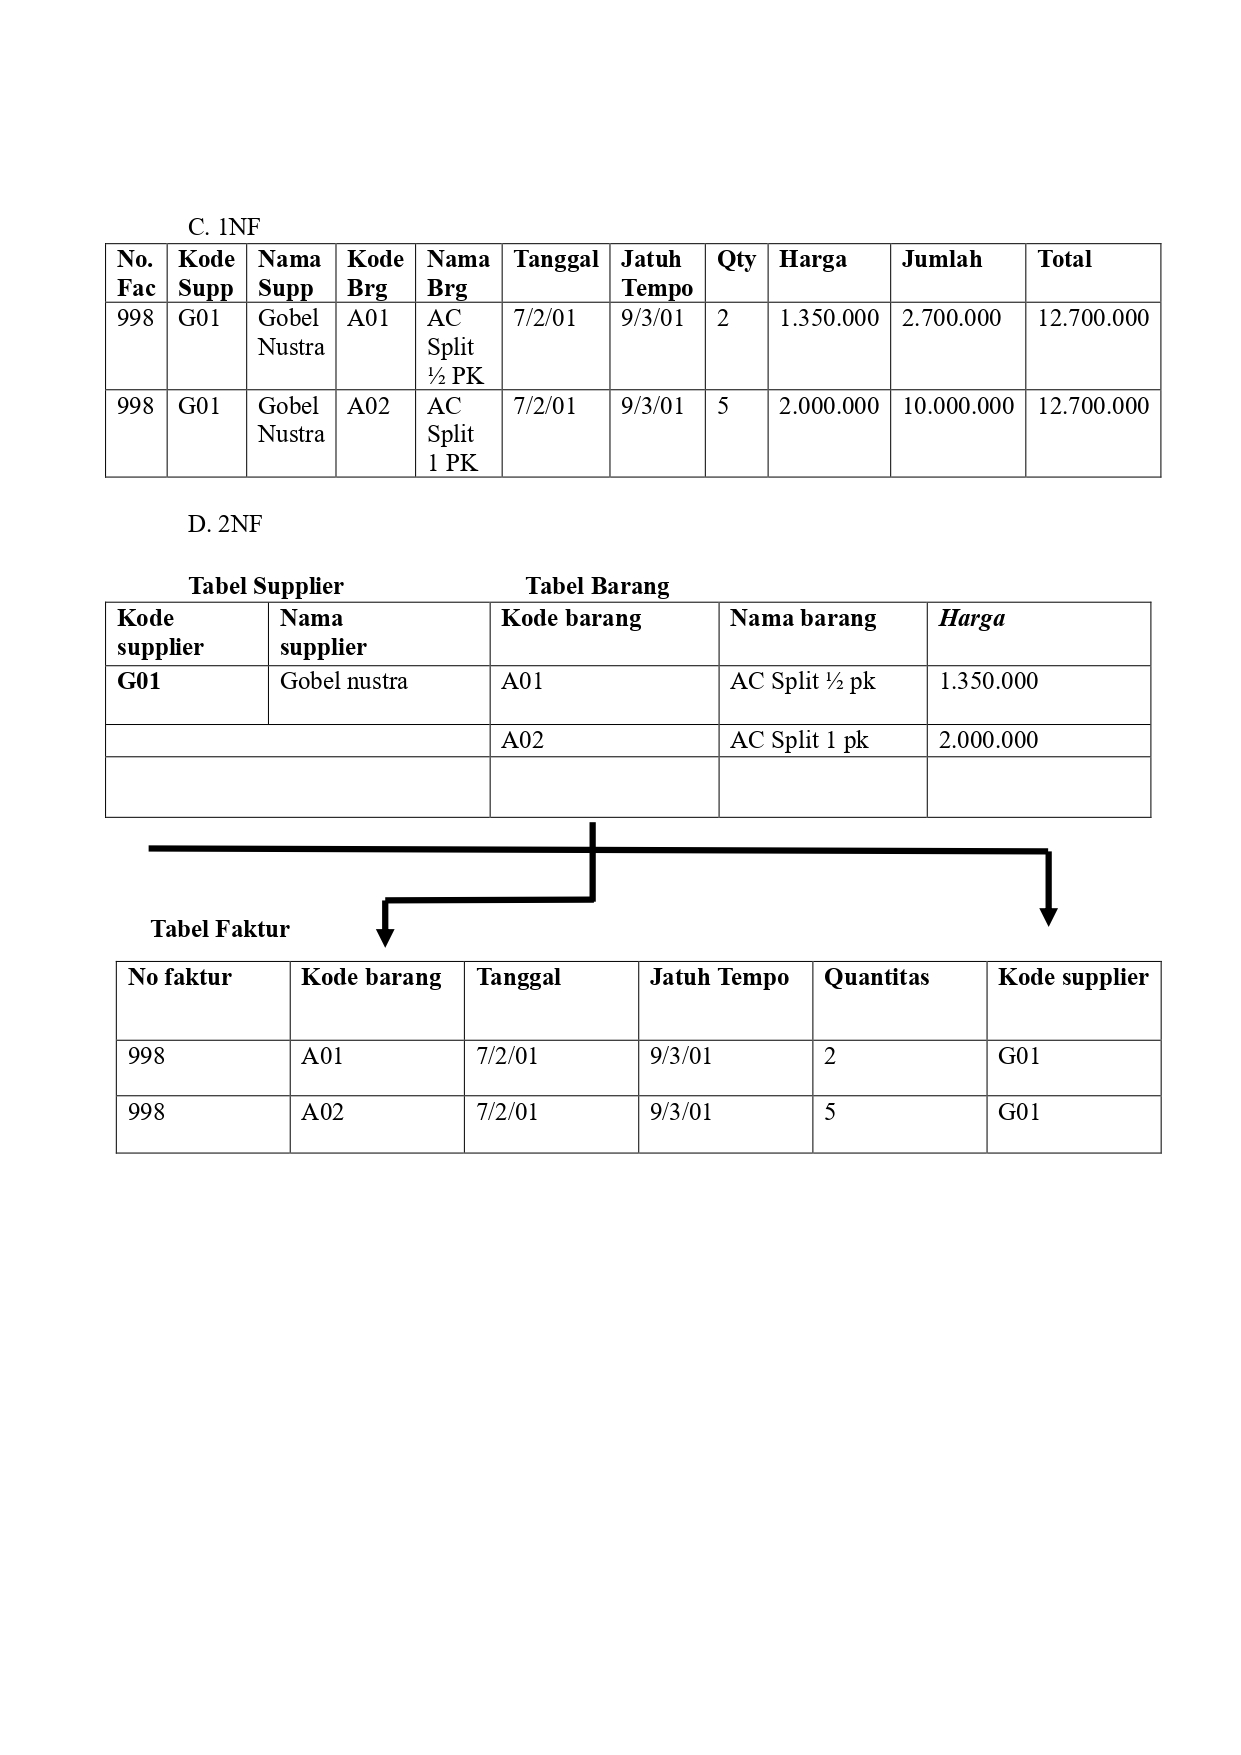 C. 1NF
No. Fac Kode Supp Nama Supp Kode Brg Nama Brg Tanggal Jatuh Tempo Qty Harga Jumlah Total
998 G01 Gobel Nustra A01 AC Split ½ PK 7/2/01 9/3/01 2 1.350.000 2.700.000 12.700.000
998 G01 Gobel Nustra A02 AC Split 1 PK 7/2/01 9/3/01 5 2.000.000 10.000.000 12.700.000
D. 2NF
Tabel Supplier Tabel Barang
Kode supplier Nama supplier Kode barang Nama barang Harga
G01 Gobel nustra A01 AC Split ½ pk 1.350.000
A02 AC Split 1 pk 2.000.000
Tabel Faktur
No faktur Kode barang Tanggal Jatuh Tempo Quantitas Kode supplier
998 A01 7/2/01 9/3/01 2 G01
998 A02 7/2/01 9/3/01 5 G01